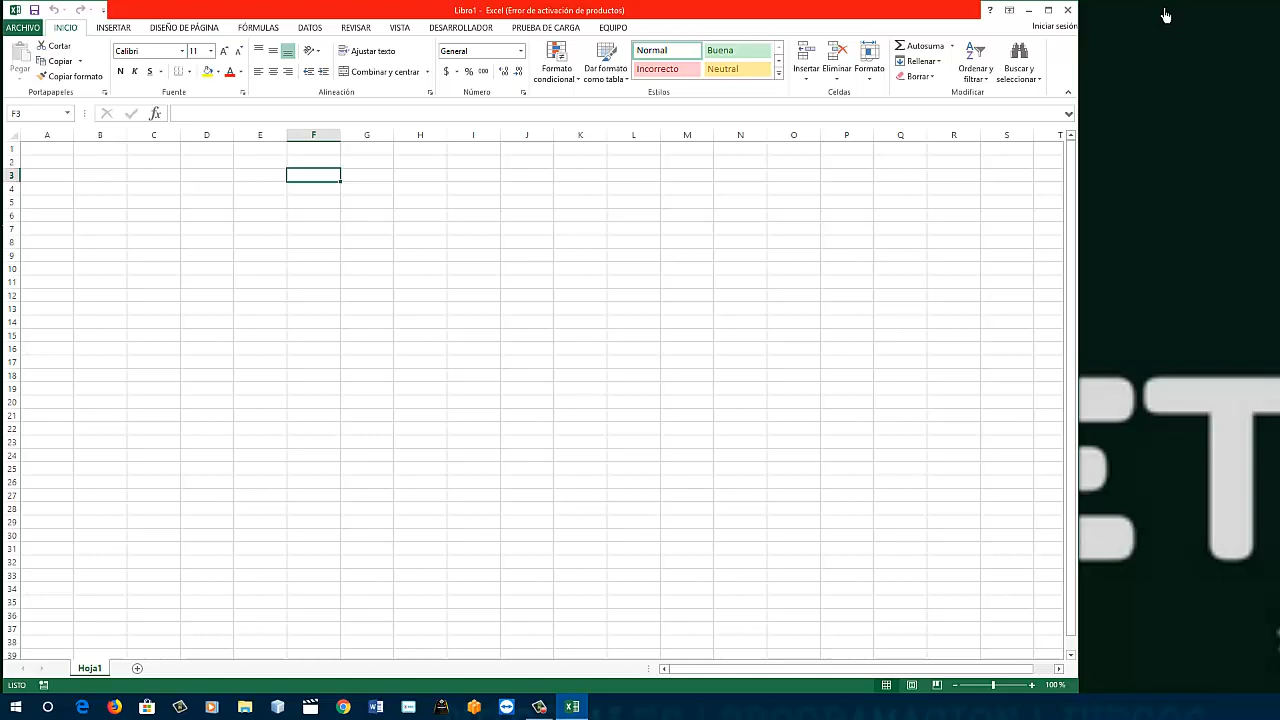 Libro1 - Excel (Error de activación de productos)
ARCHIVO INICIO INSERTAR DISEÑO DE PÁGINA FÓRMULAS DATOS REVISAR VISTA DESARROLLADOR PRUEBA DE CARGA EQUIPO Iniciar sesión
Pegar
Cortar
Copiar
Copiar formato
Portapapeles
Calibri 11
N K S
Fuente
Ajustar texto
Combinar y centrar
Alineación
General
$ % 000
Número
Formato condicional
Dar formato como tabla
Normal Buena
Incorrecto Neutral
Estilos
Insertar Eliminar Formato
Celdas
Autosuma
Rellenar
Borrar
Ordenar y filtrar
Buscar y seleccionar
Modificar
F3 fx
A B C D E F G H I J K L M N O P Q R S T
1
2
3
4
5
6
7
8
9
10
11
12
13
14
15
16
17
18
19
20
21
22
23
24
25
26
27
28
29
30
31
32
33
34
35
36
37
38
39
ET
Hoja1
LISTO 100 %